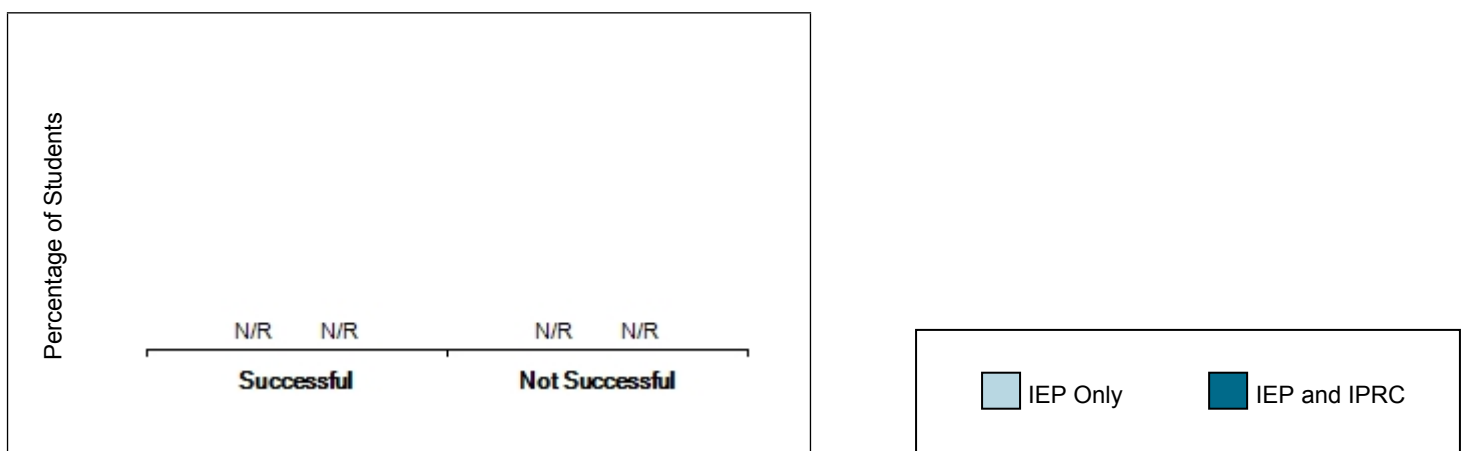 Percentage of Students
N/R N/R N/R N/R
Successful Not Successful
IEP Only IEP and IPRC